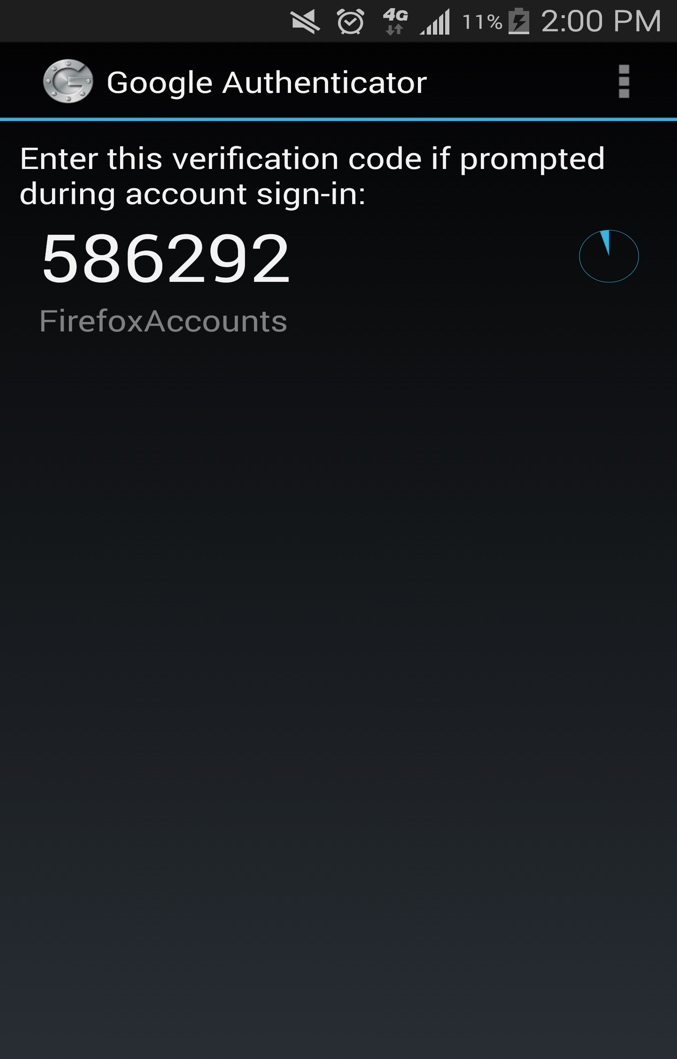 4G 11% 2:00 PM
Google Authenticator
Enter this verification code if prompted
during account sign-in:
586292
FirefoxAccounts